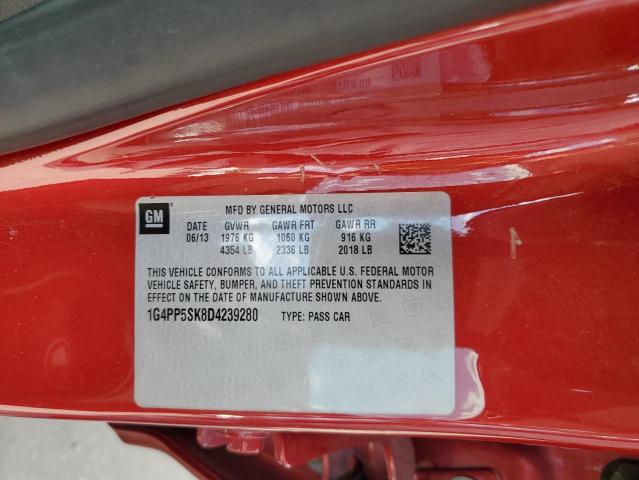 GM
MFD BY GENERAL MOTORS LLC
DATE GVWR GAWR FRT GAWR RR
06/13 1976 KG 1060 KG 916 KG
4354 LB 2336 LB 2018 LB
THIS VEHICLE CONFORMS TO ALL APPLICABLE U.S. FEDERAL MOTOR
VEHICLE SAFETY, BUMPER, AND THEFT PREVENTION STANDARDS IN
EFFECT ON THE DATE OF MANUFACTURE SHOWN ABOVE.
1G4PP5SK8D4239280 TYPE: PASS CAR